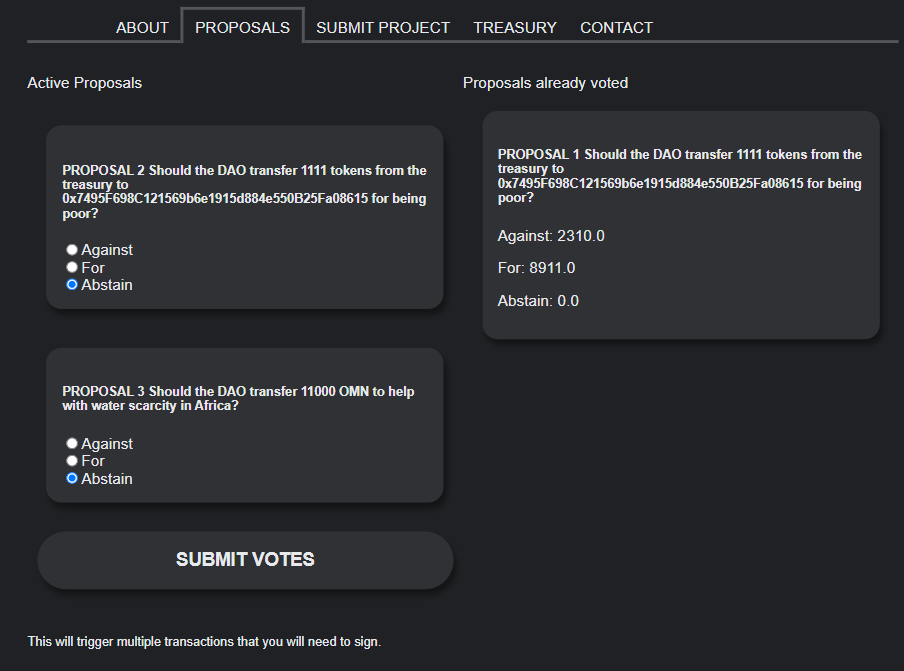 ABOUT PROPOSALS SUBMIT PROJECT TREASURY CONTACT
Active Proposals
PROPOSAL 2 Should the DAO transfer 1111 tokens from the
treasury to
0x7495F698C121569b6e1915d884e550B25Fa08615 for being
poor?
Against
For
Abstain
PROPOSAL 3 Should the DAO transfer 11000 OMN to help
with water scarcity in Africa?
Against
For
Abstain
SUBMIT VOTES
This will trigger multiple transactions that you will need to sign.
Proposals already voted
PROPOSAL 1 Should the DAO transfer 1111 tokens from the
treasury to
0x7495F698C121569b6e1915d884e550B25Fa08615 for being
poor?
Against: 2310.0
For: 8911.0
Abstain: 0.0